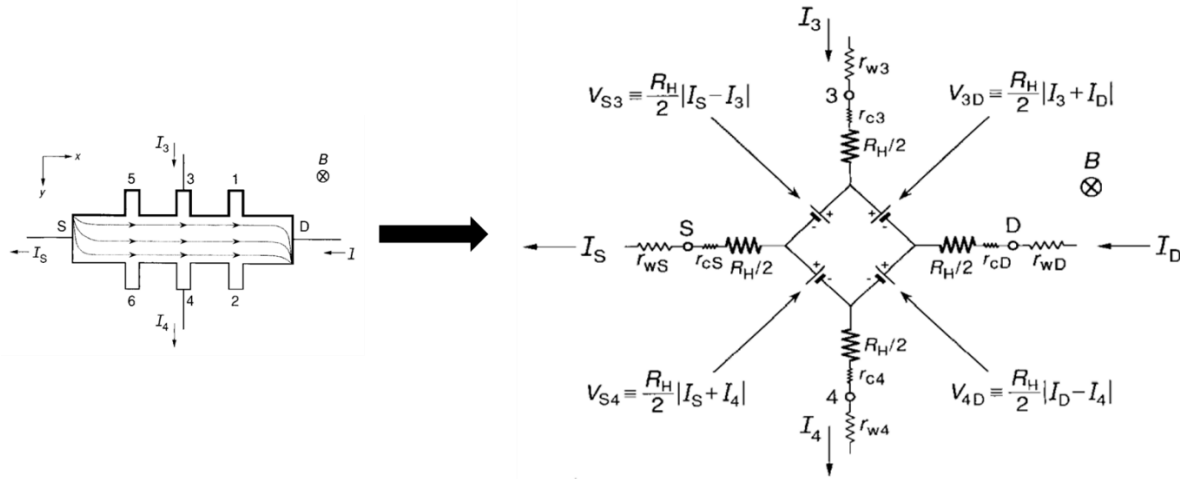 x
y
I₃
B
5
3
1
S
D
I_S
I
6
4
2
I₄
I₃
r_w3
3
r_c3
R_H/2
V_S3 ≡ R_H/2 |I_S − I₃|
V_3D ≡ R_H/2 |I₃ + I_D|
B
+
-
+
-
I_S
r_wS
S
r_cS
R_H/2
R_H/2
D
r_cD
r_wD
I_D
+
-
+
-
R_H/2
r_c4
4
r_w4
I₄
V_S4 ≡ R_H/2 |I_S + I₄|
V_4D ≡ R_H/2 |I_D − I₄|